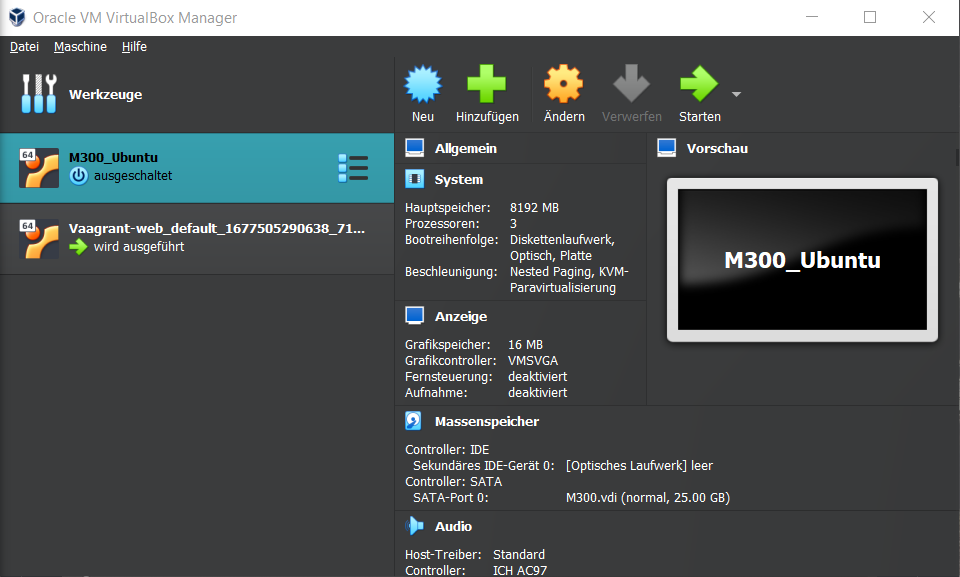 Oracle VM VirtualBox Manager
Datei Maschine Hilfe
Werkzeuge
Neu Hinzufügen Ändern Verwerfen Starten
64
M300_Ubuntu
ausgeschaltet
64
Vaagrant-web_default_1677505290638_71...
wird ausgeführt
Allgemein
System
Hauptspeicher: 8192 MB
Prozessoren: 3
Bootreihenfolge: Diskettenlaufwerk,
Optisch, Platte
Beschleunigung: Nested Paging, KVM-
Paravirtualisierung
Anzeige
Grafikspeicher: 16 MB
Grafikcontroller: VMSVGA
Fernsteuerung: deaktiviert
Aufnahme: deaktiviert
Vorschau
M300_Ubuntu
Massenspeicher
Controller: IDE
Sekundäres IDE-Gerät 0: [Optisches Laufwerk] leer
Controller: SATA
SATA-Port 0: M300.vdi (normal, 25.00 GB)
Audio
Host-Treiber: Standard
Controller: ICH AC97